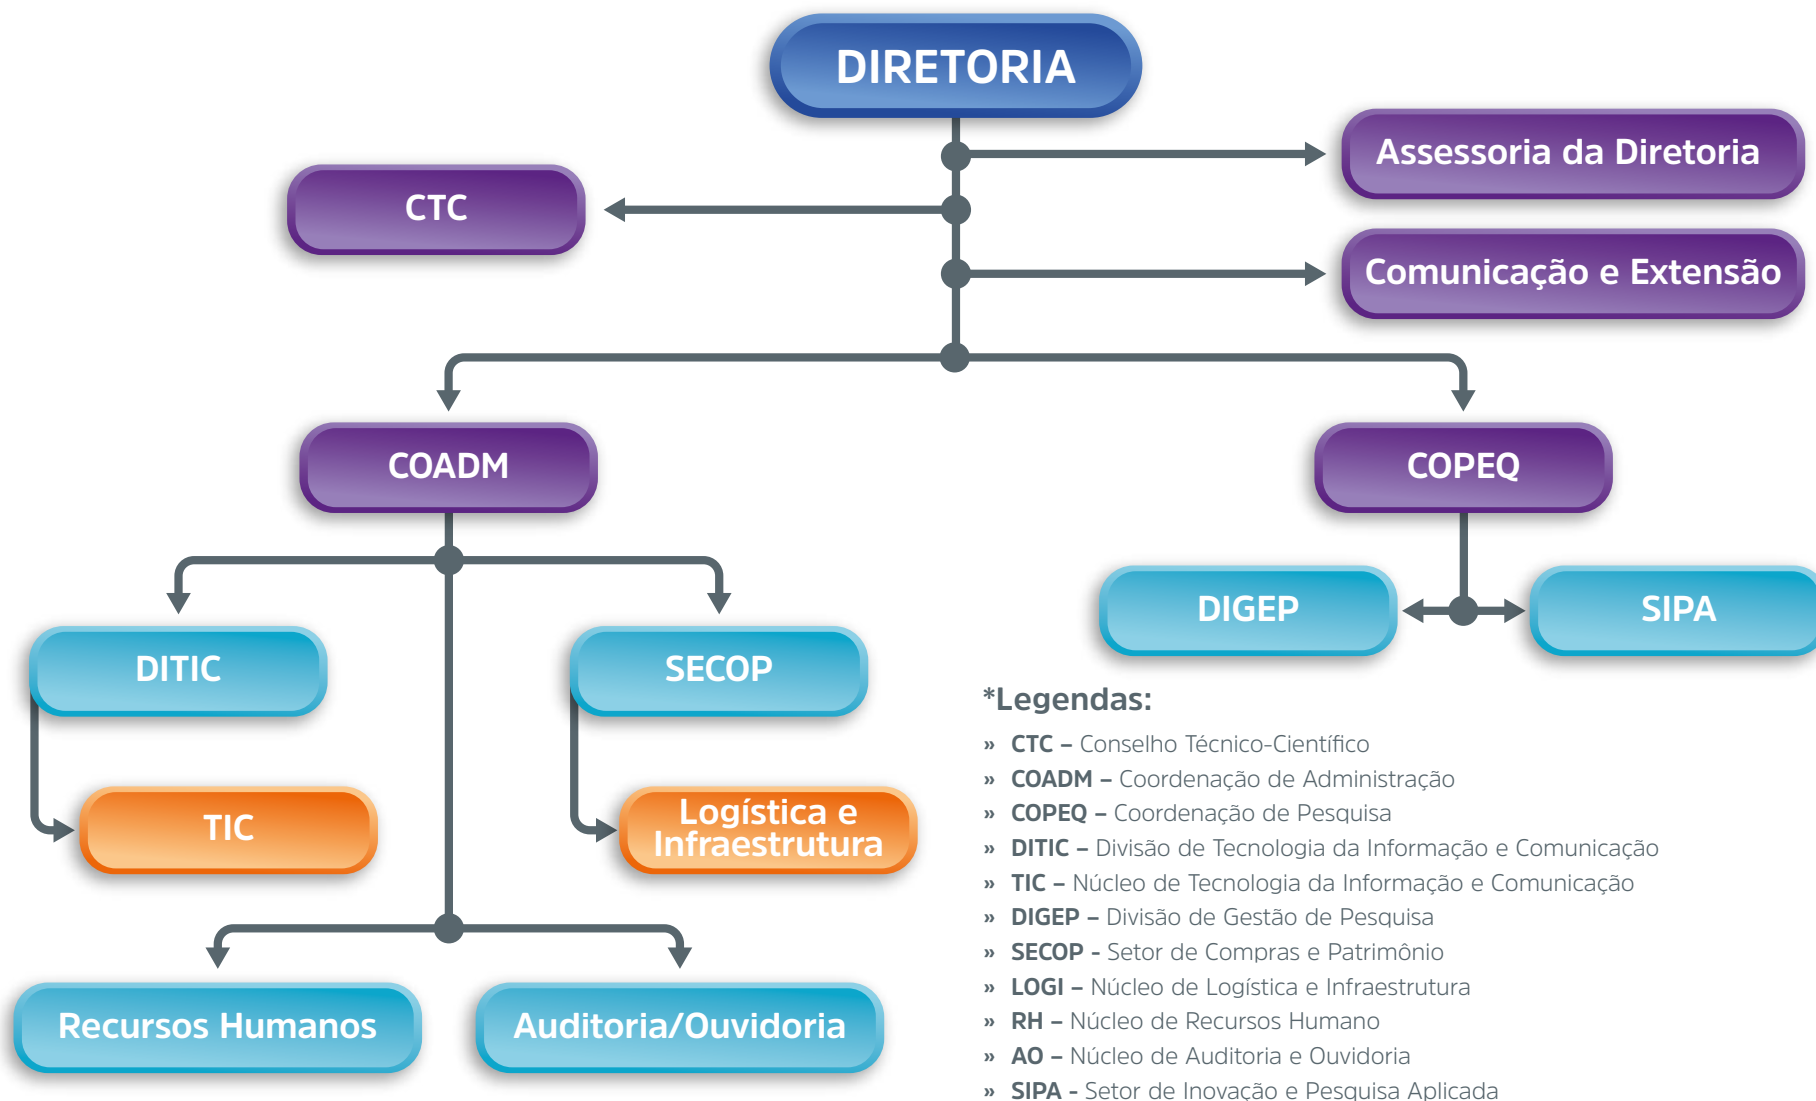 DIRETORIA
Assessoria da Diretoria
CTC
Comunicação e Extensão
COADM
COPEQ
DIGEP
SIPA
DITIC
SECOP
TIC
Logística e
Infraestrutura
Recursos Humanos
Auditoria/Ouvidoria
*Legendas:
» CTC – Conselho Técnico-Científico
» COADM – Coordenação de Administração
» COPEQ – Coordenação de Pesquisa
» DITIC – Divisão de Tecnologia da Informação e Comunicação
» TIC – Núcleo de Tecnologia da Informação e Comunicação
» DIGEP – Divisão de Gestão de Pesquisa
» SECOP - Setor de Compras e Patrimônio
» LOGI – Núcleo de Logística e Infraestrutura
» RH – Núcleo de Recursos Humano
» AO – Núcleo de Auditoria e Ouvidoria
» SIPA - Setor de Inovação e Pesquisa Aplicada